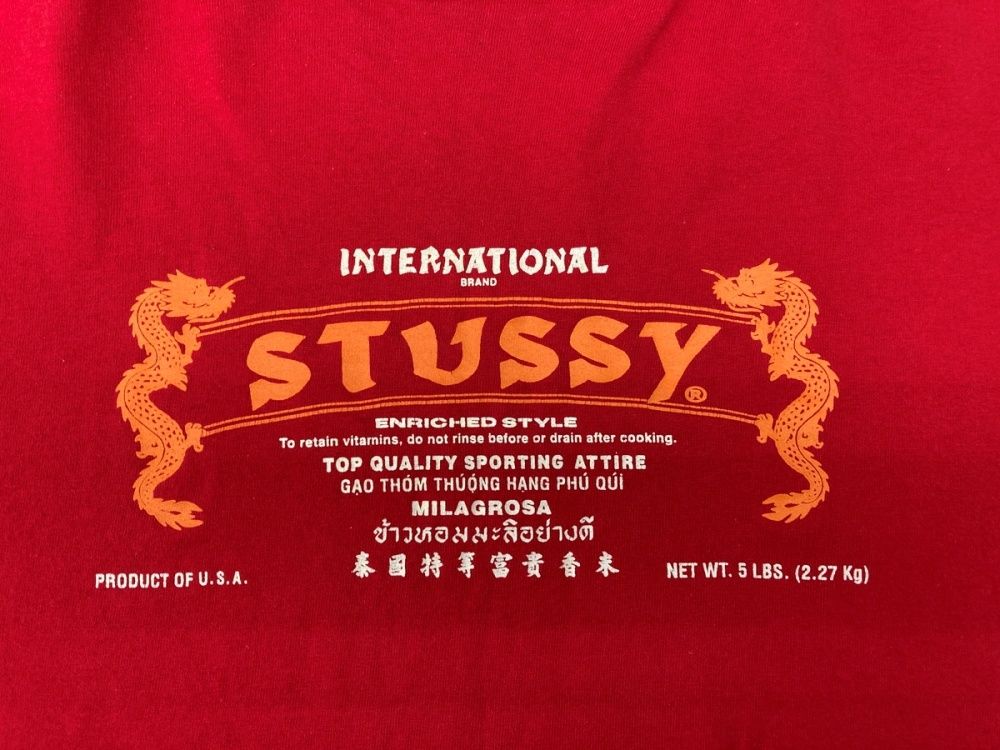 INTERNATIONAL
BRAND
STUSSY®
ENRICHED STYLE
To retain vitamins, do not rinse before or drain after cooking.
TOP QUALITY SPORTING ATTIRE
GẠO THÓM THÚỘNG HẠNG PHÚ QÚI
MILAGROSA
ข้าวหอมมะลิอย่างดี
泰國特等富貴香米
PRODUCT OF U.S.A.
NET WT. 5 LBS. (2.27 Kg)